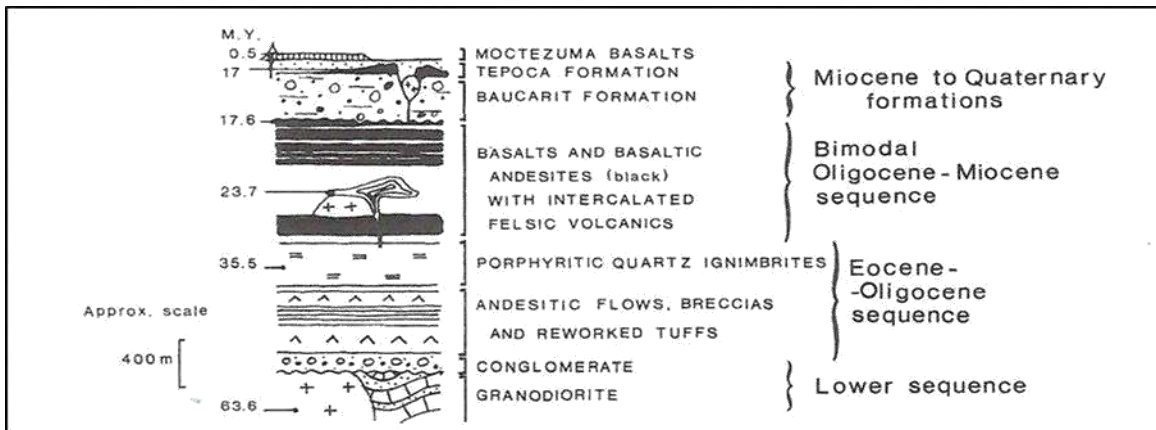 M.Y.
0.5
17
17.6
23.7
35.5
63.6
Approx. scale
400 m
MOCTEZUMA BASALTS
TEPOCA FORMATION
BAUCARIT FORMATION
BASALTS AND BASALTIC
ANDESITES (black)
WITH INTERCALATED
FELSIC VOLCANICS
PORPHYRITIC QUARTZ IGNIMBRITES
ANDESITIC FLOWS, BRECCIAS
AND REWORKED TUFFS
CONGLOMERATE
GRANODIORITE
Miocene to Quaternary
formations
Bimodal
Oligocene-Miocene
sequence
Eocene-
-Oligocene
sequence
Lower sequence